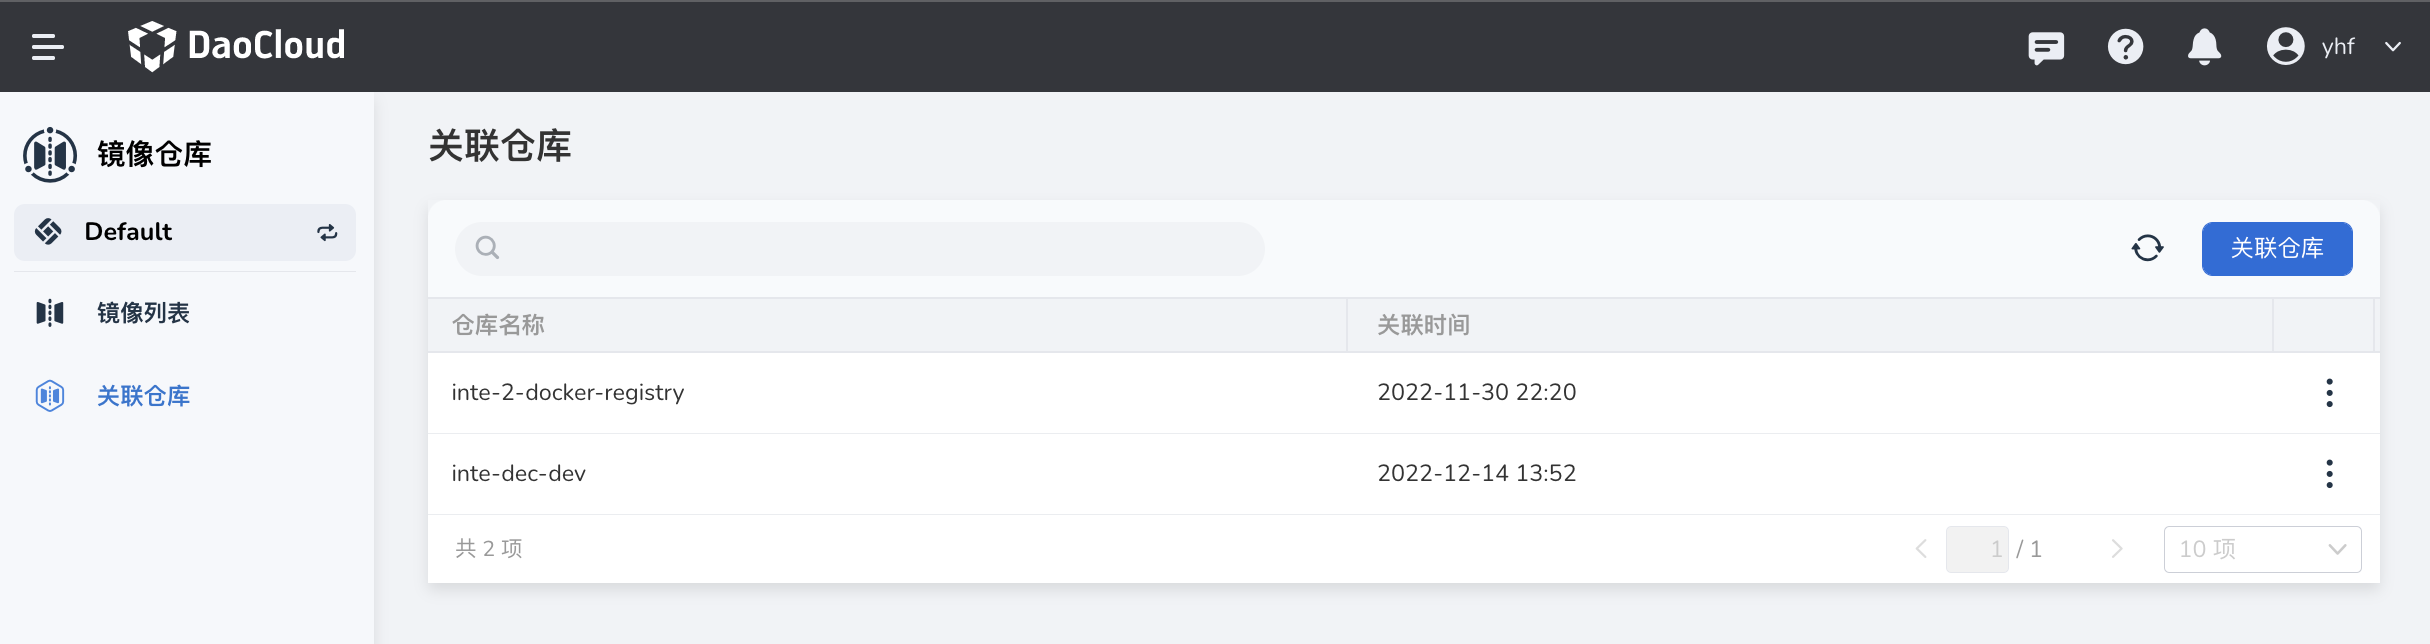 DaoCloud
yhf
镜像仓库
Default
镜像列表
关联仓库
关联仓库
关联仓库
仓库名称 关联时间
inte-2-docker-registry 2022-11-30 22:20
inte-dec-dev 2022-12-14 13:52
共 2 项 1 / 1 10 项